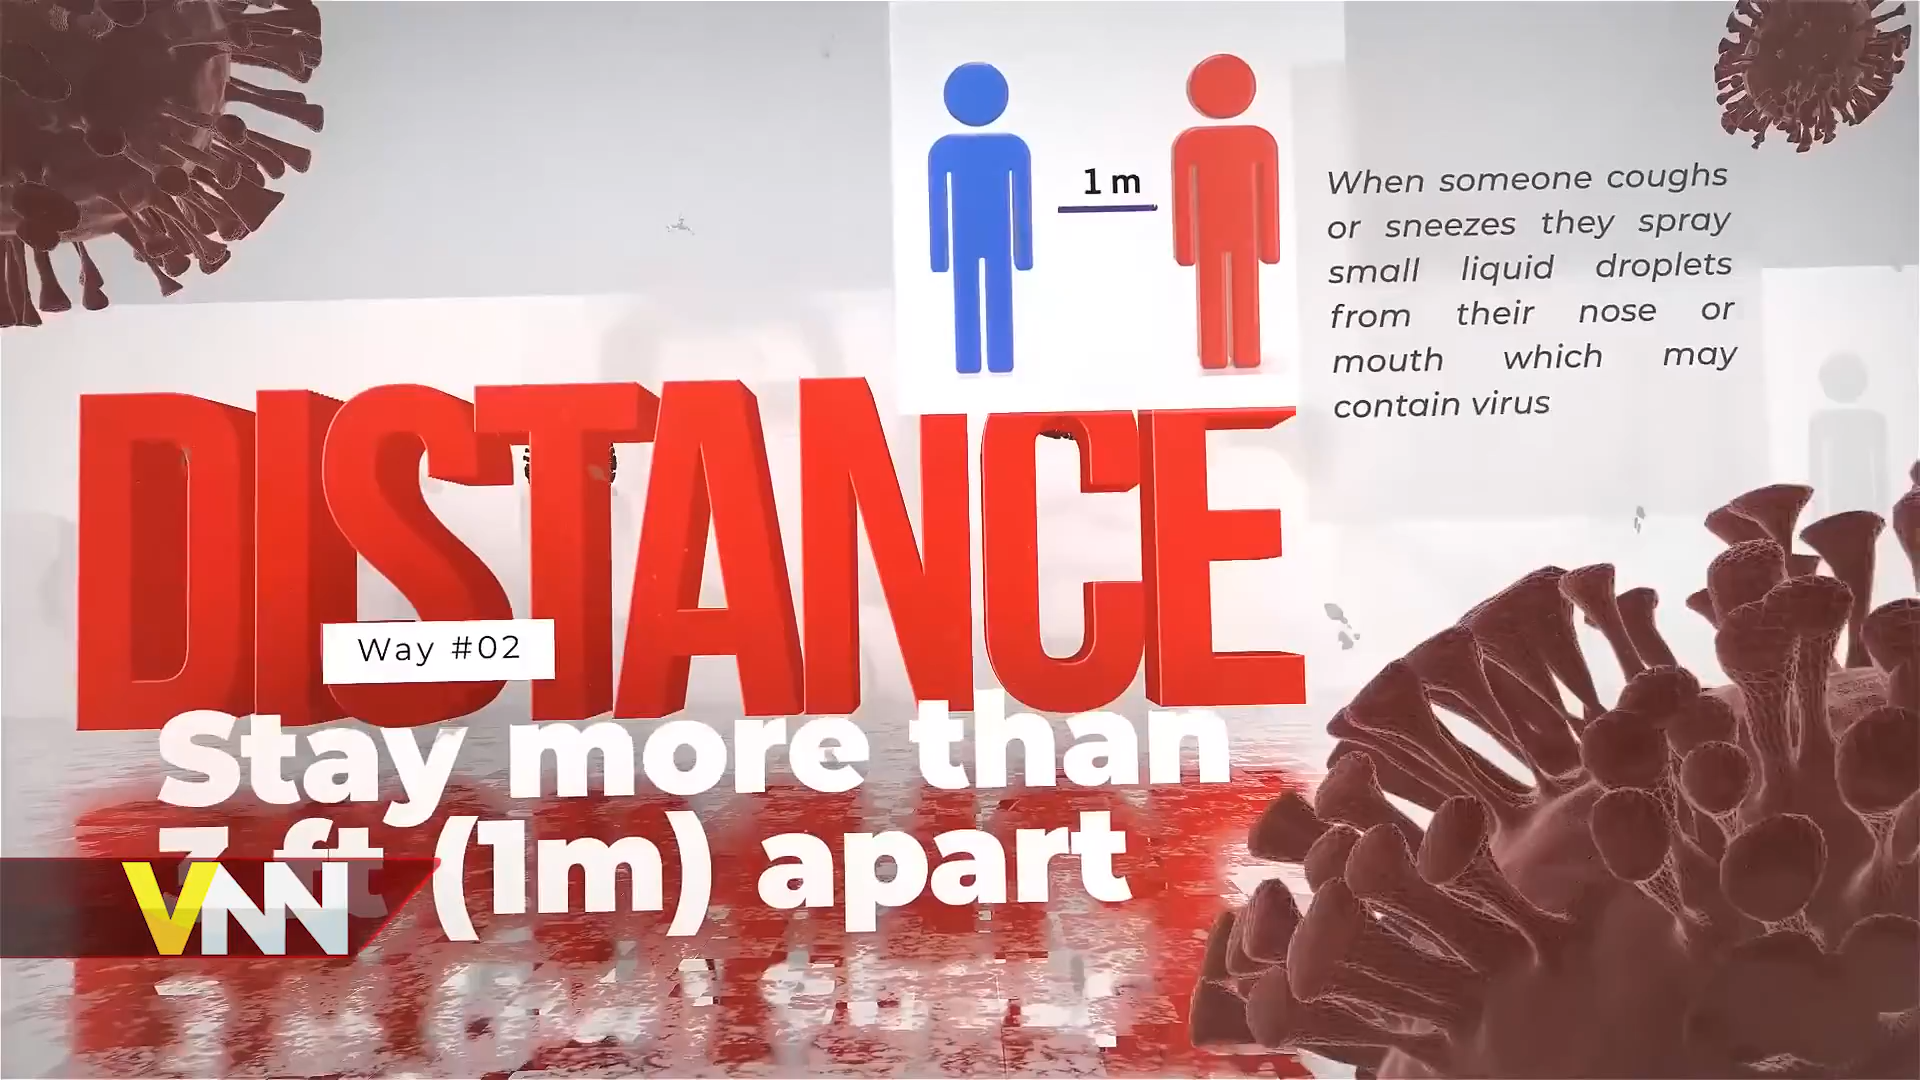 1 m
When someone coughs
or sneezes they spray
small liquid droplets
from their nose or
mouth which may
contain virus
DISTANCE
Way #02
Stay more than
ft (1m) apart
VNN